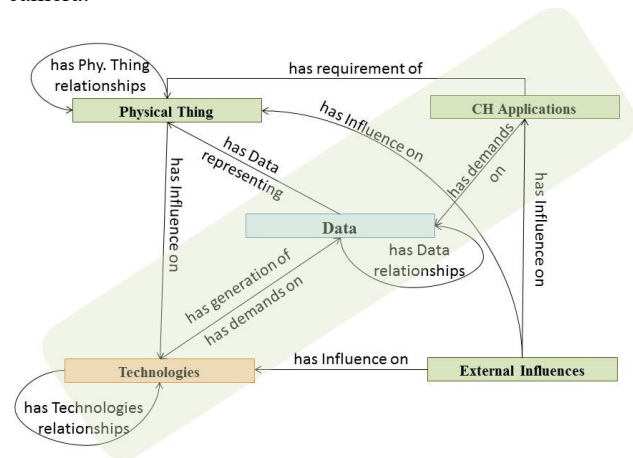 has Phy. Thing
relationships
has requirement of
Physical Thing
CH Applications
has Influence on
has Data
representing
has demands
on
has Influence on
has Influence on
Data
has Data
relationships
has generation of
has demands on
has Influence on
Technologies
External Influences
has Technologies
relationships